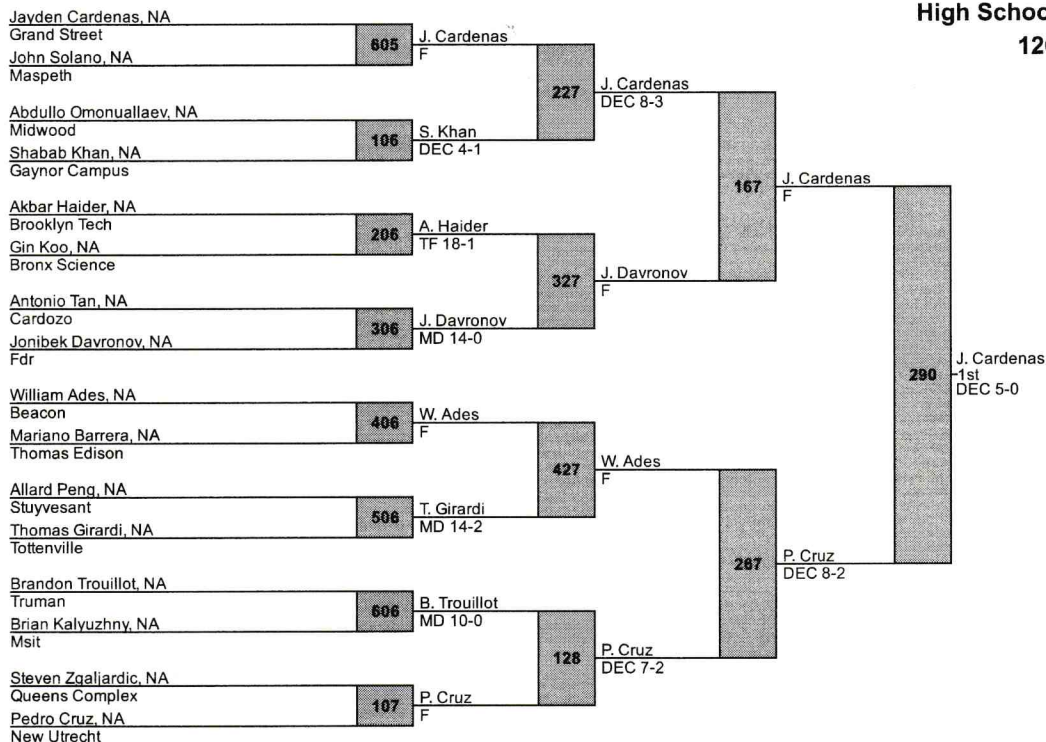 High Schoo
Jayden Cardenas, NA
Grand Street
605
J. Cardenas
F
John Solano, NA
Maspeth
227
J. Cardenas
DEC 8-3
Abdullo Omonuallaev, NA
Midwood
106
S. Khan
DEC 4-1
Shabab Khan, NA
Gaynor Campus
167
J. Cardenas
F
Akbar Haider, NA
Brooklyn Tech
206
A. Haider
TF 18-1
Gin Koo, NA
Bronx Science
327
J. Davronov
F
Antonio Tan, NA
Cardozo
306
J. Davronov
MD 14-0
Jonibek Davronov, NA
Fdr
290
J. Cardenas
1st
DEC 5-0
William Ades, NA
Beacon
406
W. Ades
F
Mariano Barrera, NA
Thomas Edison
427
W. Ades
F
Allard Peng, NA
Stuyvesant
506
T. Girardi
MD 14-2
Thomas Girardi, NA
Tottenville
267
P. Cruz
DEC 8-2
Brandon Trouillot, NA
Truman
606
B. Trouillot
MD 10-0
Brian Kalyuzhny, NA
Msit
128
P. Cruz
DEC 7-2
Steven Zgaljardic, NA
Queens Complex
107
P. Cruz
F
Pedro Cruz, NA
New Utrecht